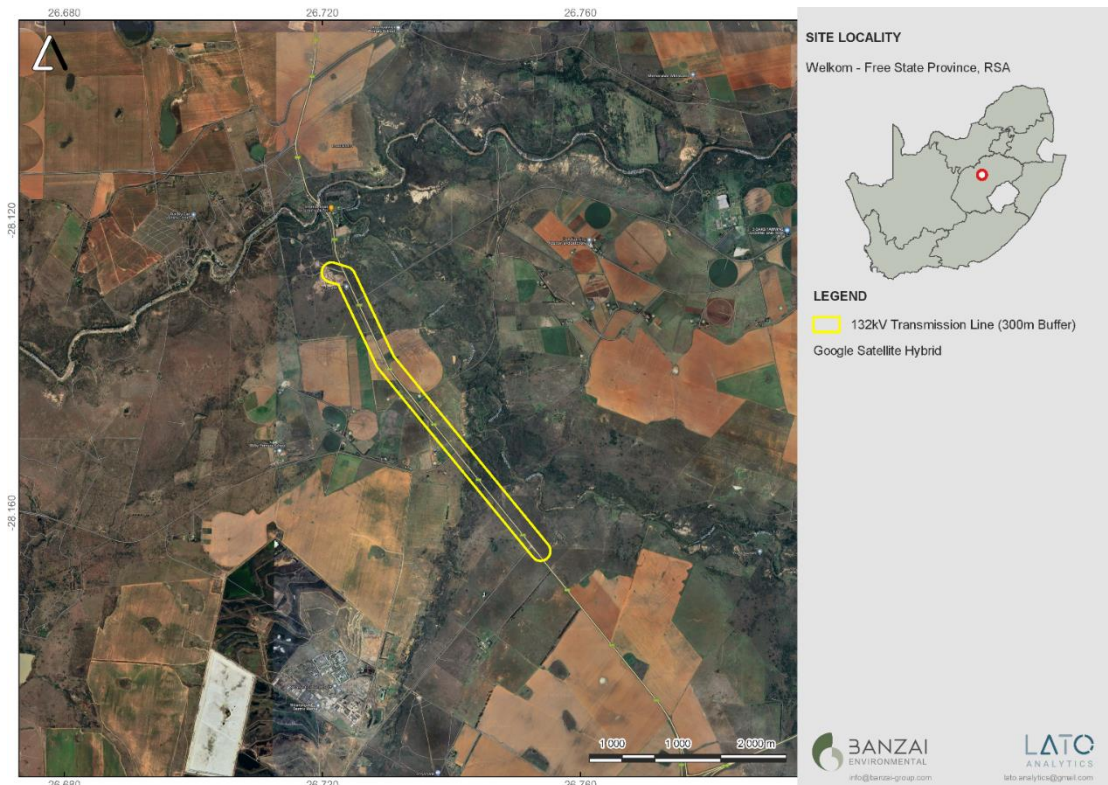 26.680
26.720
26.760
-28.120
-28.160
1 000
1 000
2 000 m
26.680
26.720
26.760
SITE LOCALITY
Welkom - Free State Province, RSA
LEGEND
132kV Transmission Line (300m Buffer)
Google Satellite Hybrid
BANZAI
ENVIRONMENTAL
info@banzai-group.com
LATO
ANALYTICS
lato.analytics@gmail.com